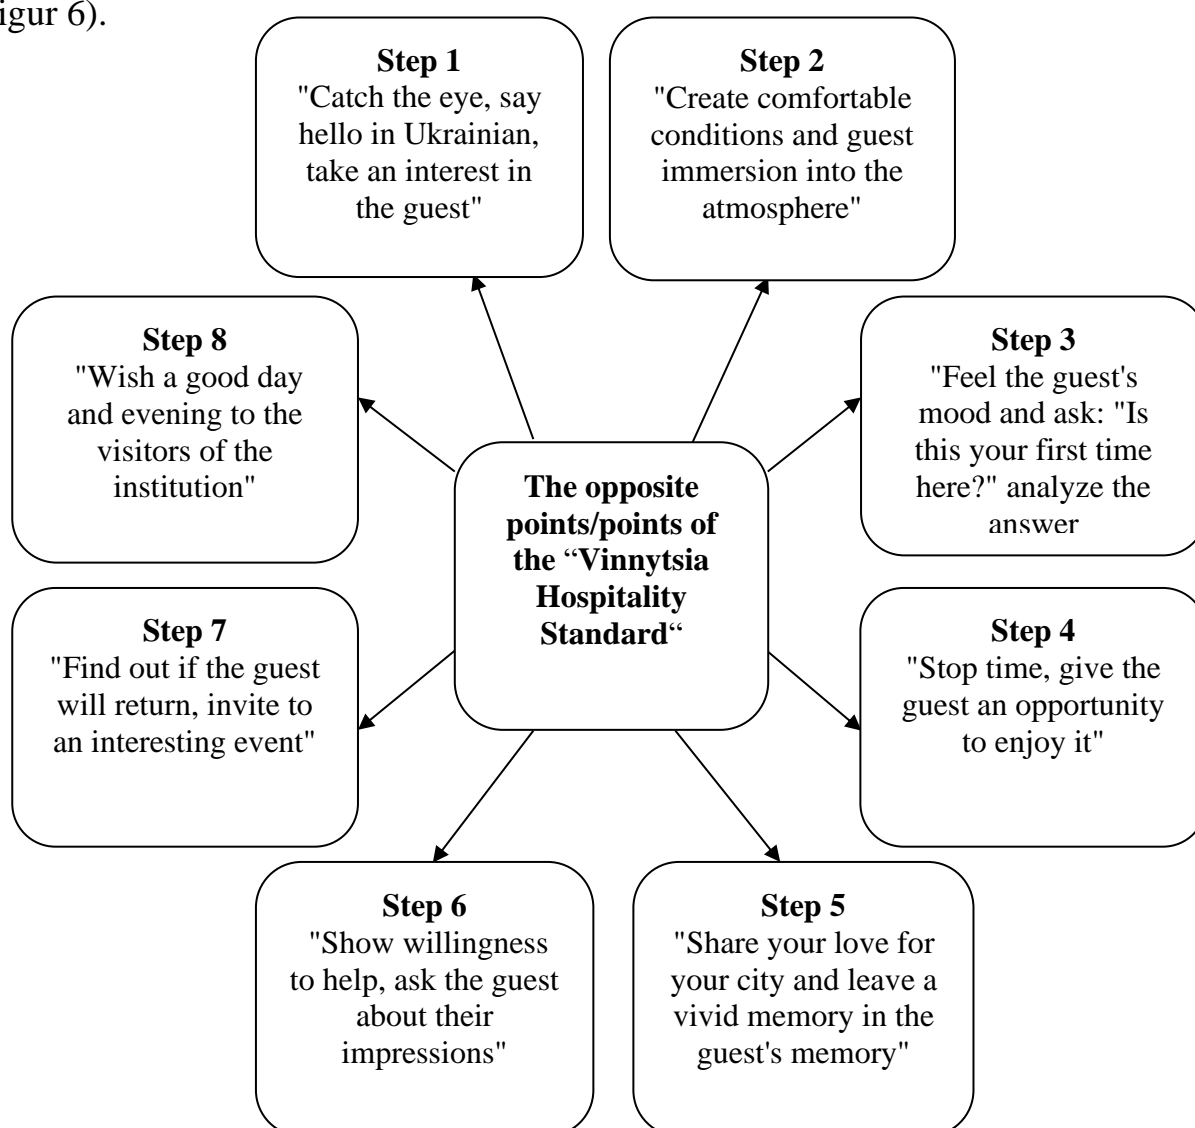 igur 6).
Step 1
"Catch the eye, say
hello in Ukrainian,
take an interest in
the guest"
Step 2
"Create comfortable
conditions and guest
immersion into the
atmosphere"
Step 3
"Feel the guest's
mood and ask: "Is
this your first time
here?" analyze the
answer
Step 8
"Wish a good day
and evening to the
visitors of the
institution"
The opposite
points/points of
the “Vinnytsia
Hospitality
Standard“
Step 4
"Stop time, give the
guest an opportunity
to enjoy it"
Step 7
"Find out if the guest
will return, invite to
an interesting event"
Step 6
"Show willingness
to help, ask the guest
about their
impressions"
Step 5
"Share your love for
your city and leave a
vivid memory in the
guest's memory"